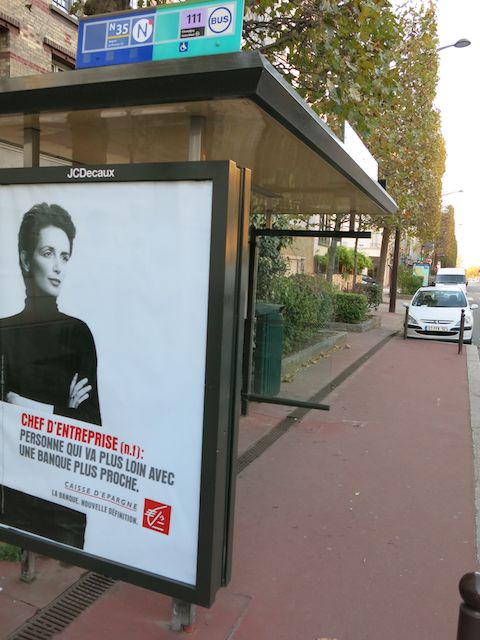 N35
N
111
BUS
JCDecaux
CHEF D'ENTREPRISE (n.f) :
PERSONNE QUI VA PLUS LOIN AVEC
UNE BANQUE PLUS PROCHE.
CAISSE D'EPARGNE
LA BANQUE. NOUVELLE DÉFINITION.